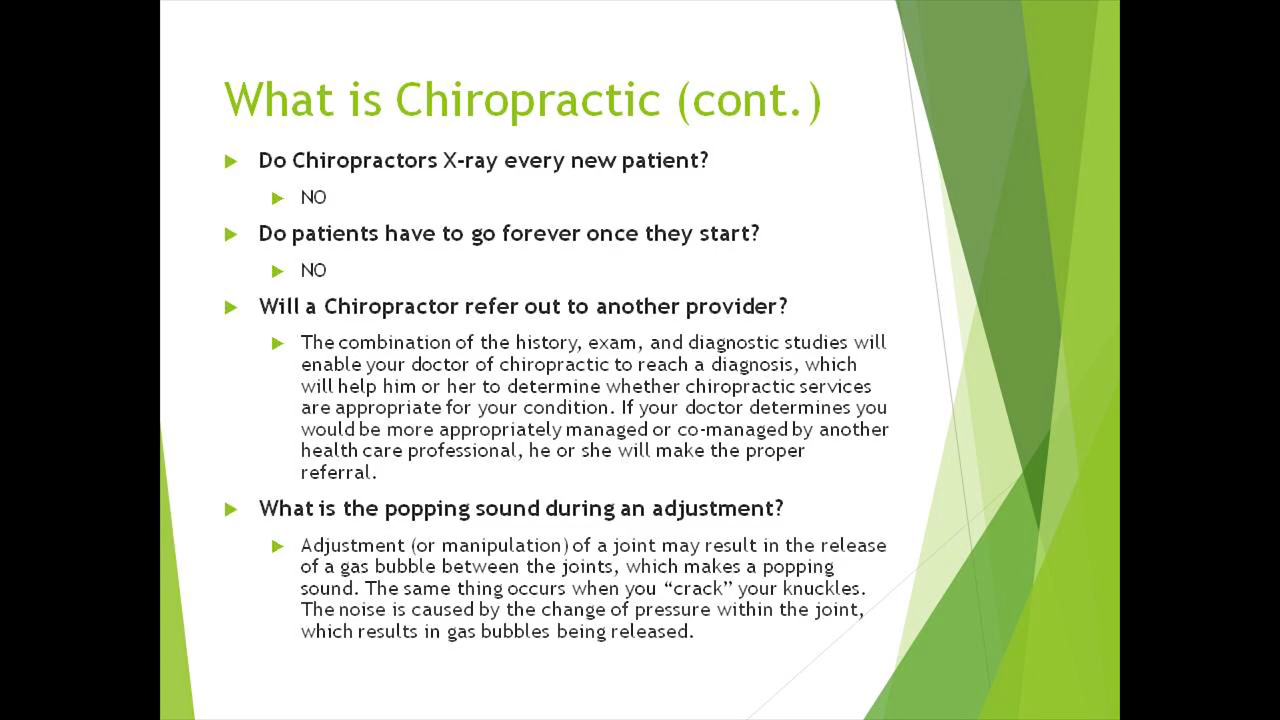 What is Chiropractic (cont.)
Do Chiropractors X-ray every new patient?
NO
Do patients have to go forever once they start?
NO
Will a Chiropractor refer out to another provider?
The combination of the history, exam, and diagnostic studies will
enable your doctor of chiropractic to reach a diagnosis, which
will help him or her to determine whether chiropractic services
are appropriate for your condition. If your doctor determines you
would be more appropriately managed or co-managed by another
health care professional, he or she will make the proper
referral.
What is the popping sound during an adjustment?
Adjustment (or manipulation) of a joint may result in the release
of a gas bubble between the joints, which makes a popping
sound. The same thing occurs when you “crack” your knuckles.
The noise is caused by the change of pressure within the joint,
which results in gas bubbles being released.